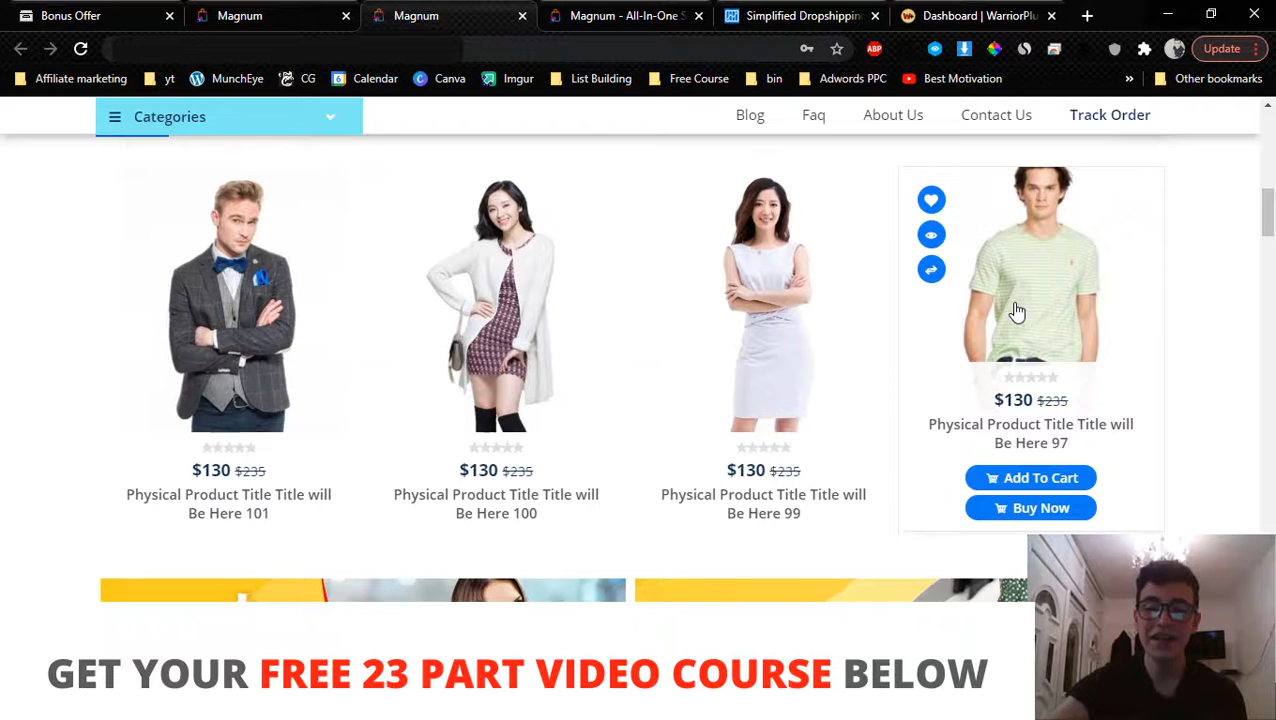 Bonus Offer
Magnum
Magnum
Magnum - All-In-One S
Simplified Dropshippin
Dashboard | WarriorPlu
ABP
Update
Affiliate marketing
yt
MunchEye
CG
Calendar
Canva
Imgur
List Building
Free Course
bin
Adwords PPC
Best Motivation
Other bookmarks
Categories
Blog
Faq
About Us
Contact Us
Track Order
$130 $235
Physical Product Title Title will
Be Here 101
$130 $235
Physical Product Title Title will
Be Here 100
$130 $235
Physical Product Title Title will
Be Here 99
$130 $235
Physical Product Title Title will
Be Here 97
Add To Cart
Buy Now
GET YOUR FREE 23 PART VIDEO COURSE BELOW